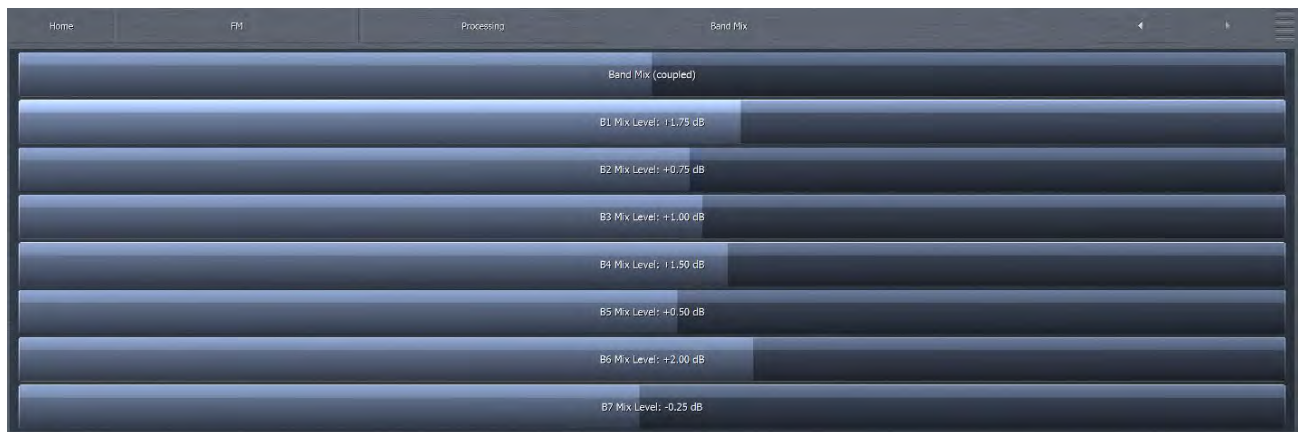 Home FM Processing Band Mix
Band Mix (coupled)
B1 Mix Level: +1.75 dB
B2 Mix Level: +0.75 dB
B3 Mix Level: +1.00 dB
B4 Mix Level: +1.50 dB
B5 Mix Level: +0.50 dB
B6 Mix Level: +2.00 dB
B7 Mix Level: -0.25 dB